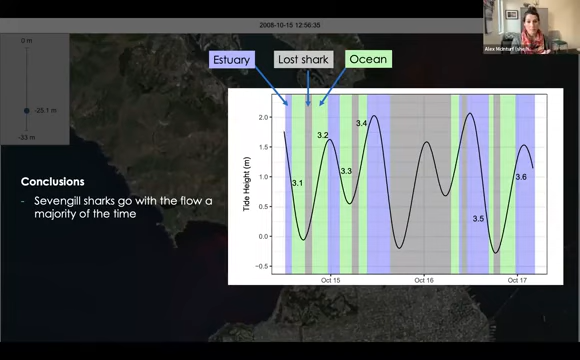 2008-10-15 12:56:35
0 m
-25.1 m
-33 m
Estuary
Lost shark
Ocean
Conclusions
- Sevengill sharks go with the flow a
majority of the time
Tide Height (m)
2.0
1.5
1.0
0.5
0.0
−0.5
3.1
3.2
3.3
3.4
3.5
3.6
Oct 15
Oct 16
Oct 17
Alex McInturf